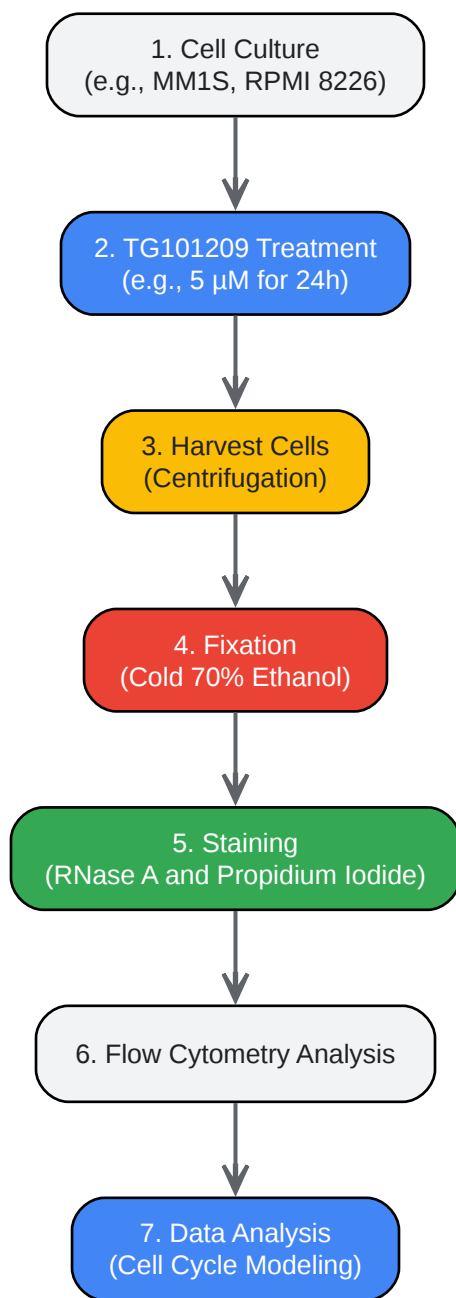 1. Cell Culture
(e.g., MM1S, RPMI 8226)
2. TG101209 Treatment
(e.g., 5 µM for 24h)
3. Harvest Cells
(Centrifugation)
4. Fixation
(Cold 70% Ethanol)
5. Staining
(RNase A and Propidium Iodide)
6. Flow Cytometry Analysis
7. Data Analysis
(Cell Cycle Modeling)